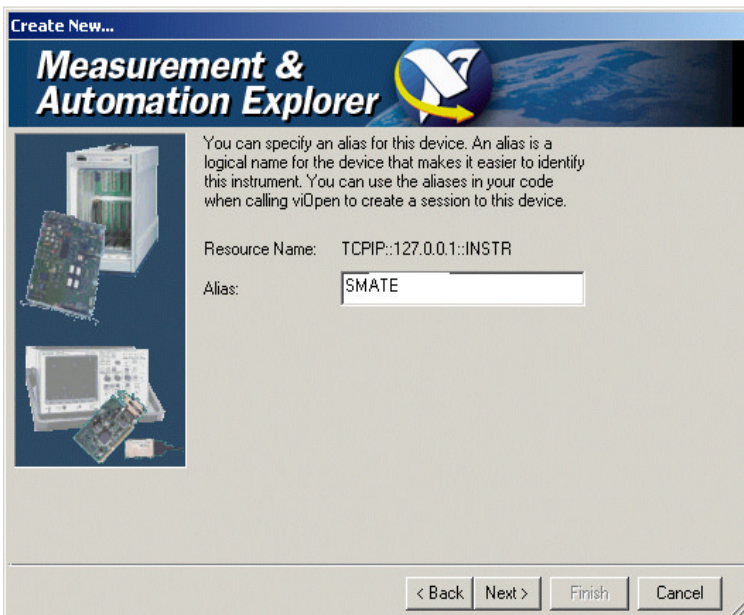 Create New...
Measurement &
Automation Explorer
You can specify an alias for this device. An alias is a
logical name for the device that makes it easier to identify
this instrument. You can use the aliases in your code
when calling viOpen to create a session to this device.
Resource Name: TCPIP::127.0.0.1::INSTR
Alias: SMATE
< Back Next > Finish Cancel